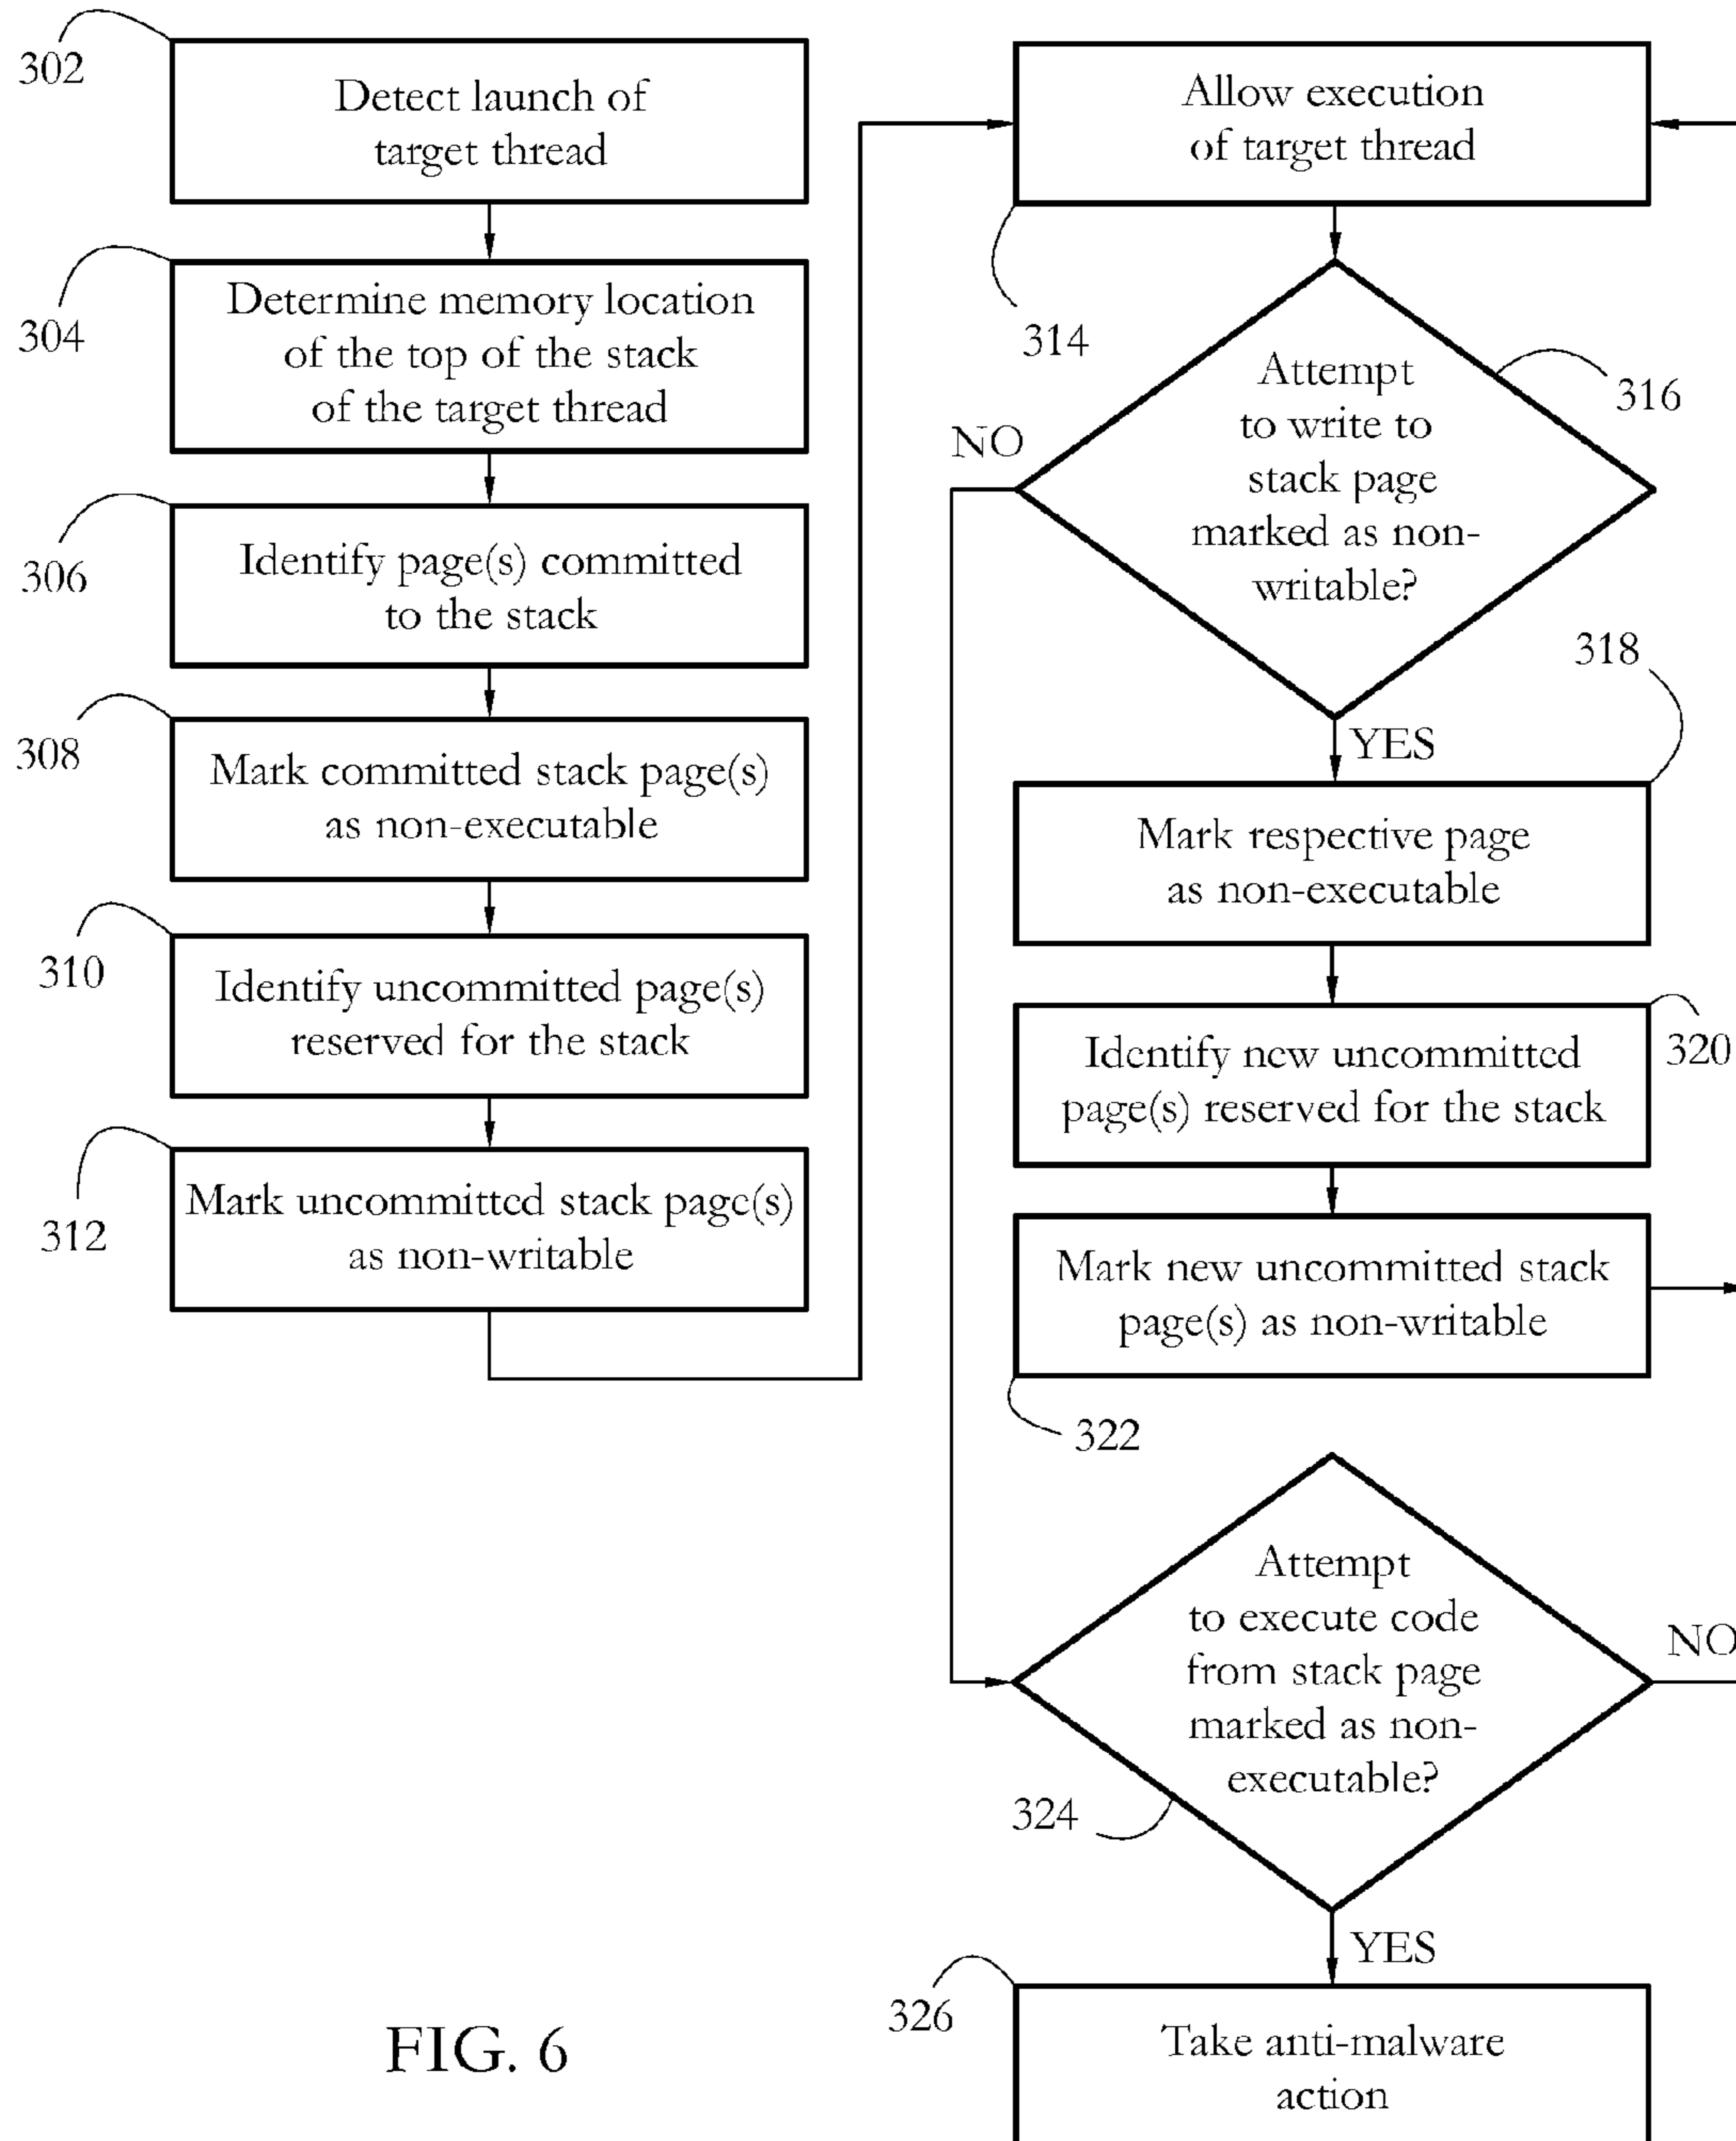 302
Detect launch of
target thread
304
Determine memory location
of the top of the stack
of the target thread
306
Identify page(s) committed
to the stack
308
Mark committed stack page(s)
as non-executable
310
Identify uncommitted page(s)
reserved for the stack
312
Mark uncommitted stack page(s)
as non-writable
Allow execution
of target thread
314
Attempt
to write to
stack page
marked as non-
writable?
316
NO
YES
318
Mark respective page
as non-executable
320
Identify new uncommitted
page(s) reserved for the stack
Mark new uncommitted stack
page(s) as non-writable
322
Attempt
to execute code
from stack page
marked as non-
executable?
NO
324
YES
326
Take anti-malware
action
FIG. 6